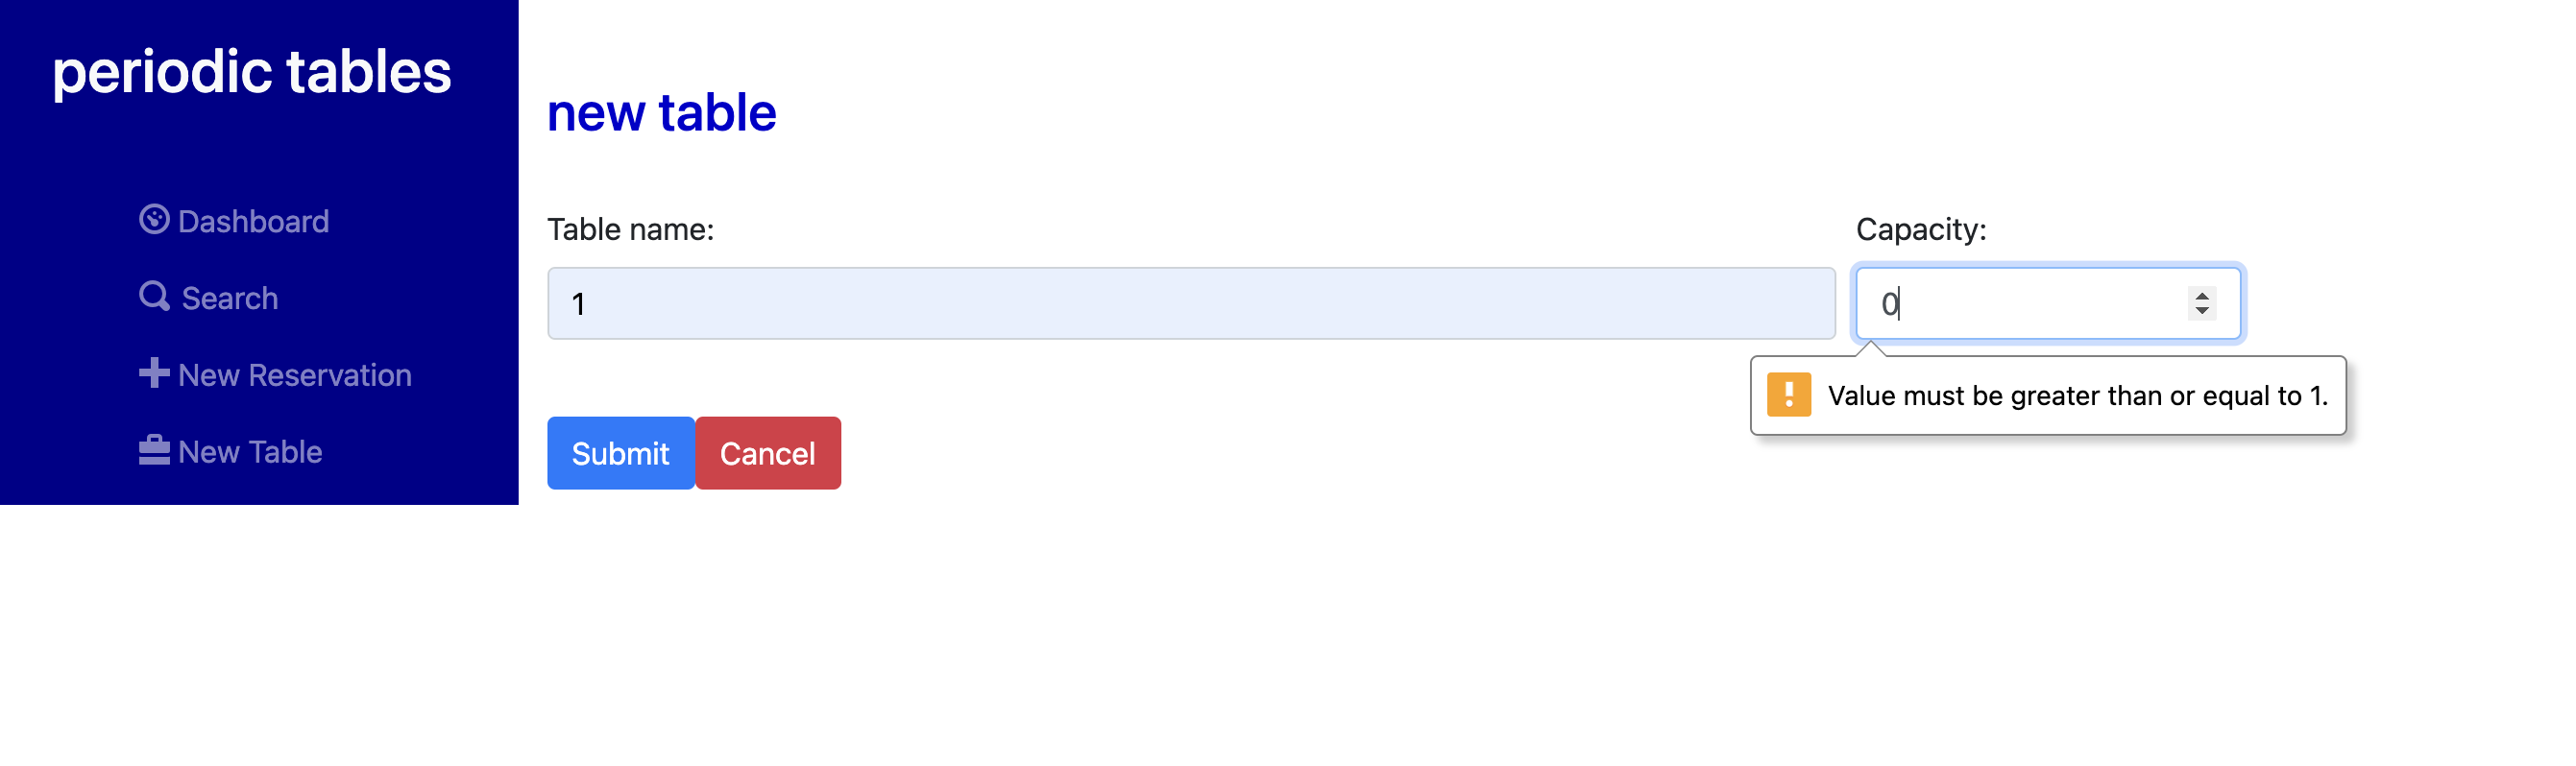 periodic tables
Dashboard
Search
New Reservation
New Table
new table
Table name:
1
Capacity:
0
Value must be greater than or equal to 1.
Submit
Cancel